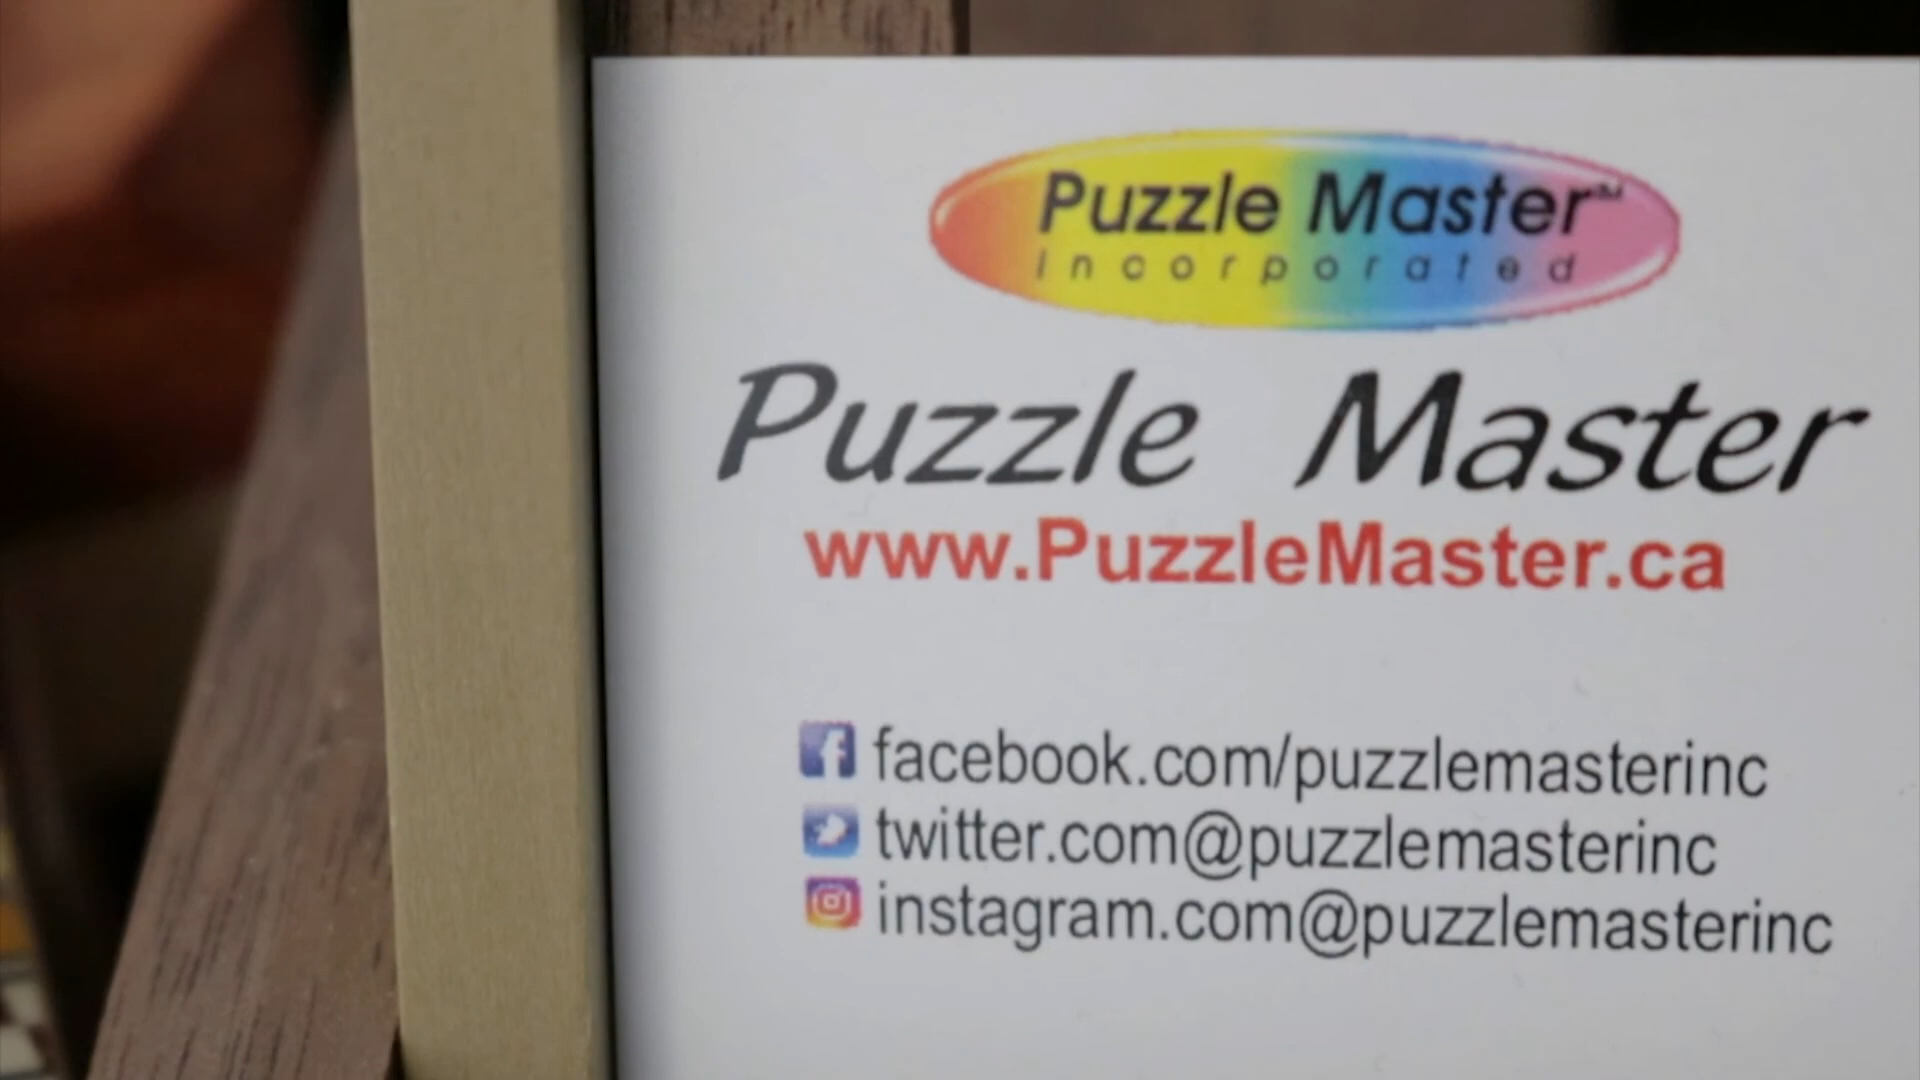 Puzzle Master™
Incorporated
Puzzle Master
www.PuzzleMaster.ca
facebook.com/puzzlemasterinc
twitter.com@puzzlemasterinc
instagram.com@puzzlemasterinc